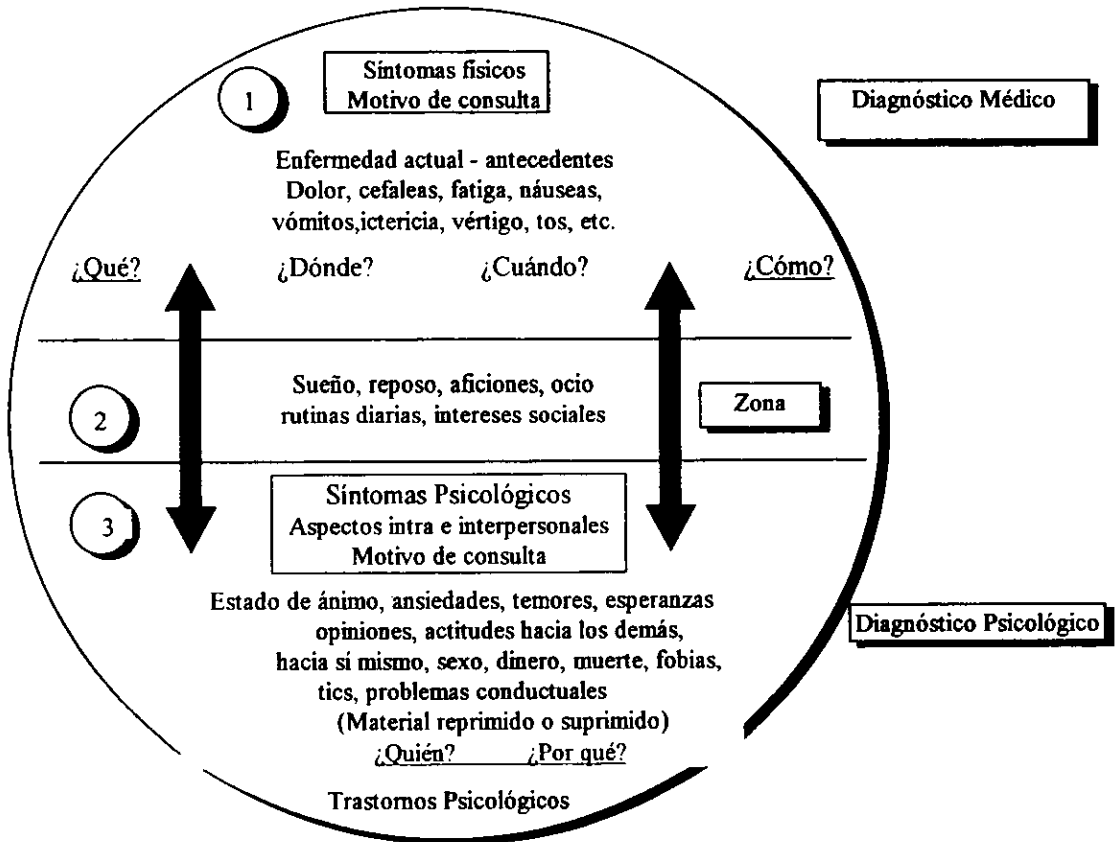 1
Síntomas físicos
Motivo de consulta
Diagnóstico Médico
Enfermedad actual - antecedentes
Dolor, cefaleas, fatiga, náuseas,
vómitos,ictericia, vértigo, tos, etc.
¿Qué? ¿Dónde? ¿Cuándo? ¿Cómo?
2
Sueño, reposo, aficiones, ocio
rutinas diarias, intereses sociales
Zona
3
Síntomas Psicológicos
Aspectos intra e interpersonales
Motivo de consulta
Estado de ánimo, ansiedades, temores, esperanzas
opiniones, actitudes hacia los demás,
hacia sí mismo, sexo, dinero, muerte, fobias,
tics, problemas conductuales
(Material reprimido o suprimido)
¿Quién? ¿Por qué?
Diagnóstico Psicológico
Trastornos Psicológicos